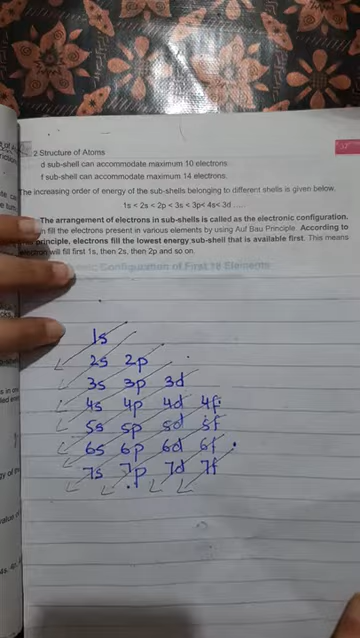 2 Structure of Atoms
d sub-shell can accommodate maximum 10 electrons
f sub-shell can accommodate maximum 14 electrons.
The increasing order of energy of the sub-shells belonging to different shells is given below.
1s < 2s < 2p < 3s < 3p< 4s< 3d ....
The arrangement of electrons in sub-shells is called as the electronic configuration.
fill the electrons present in various elements by using Auf Bau Principle. According to
principle, electrons fill the lowest energy sub-shell that is available first. This means
will fill first 1s, then 2s, then 2p and so on.
Configuration of First 18 Elements
1s
2s 2p
3s 3p 3d
4s 4p 4d 4f
5s 5p 5d 5f
6s 6p 6d 6f
7s 7p 7d 7f